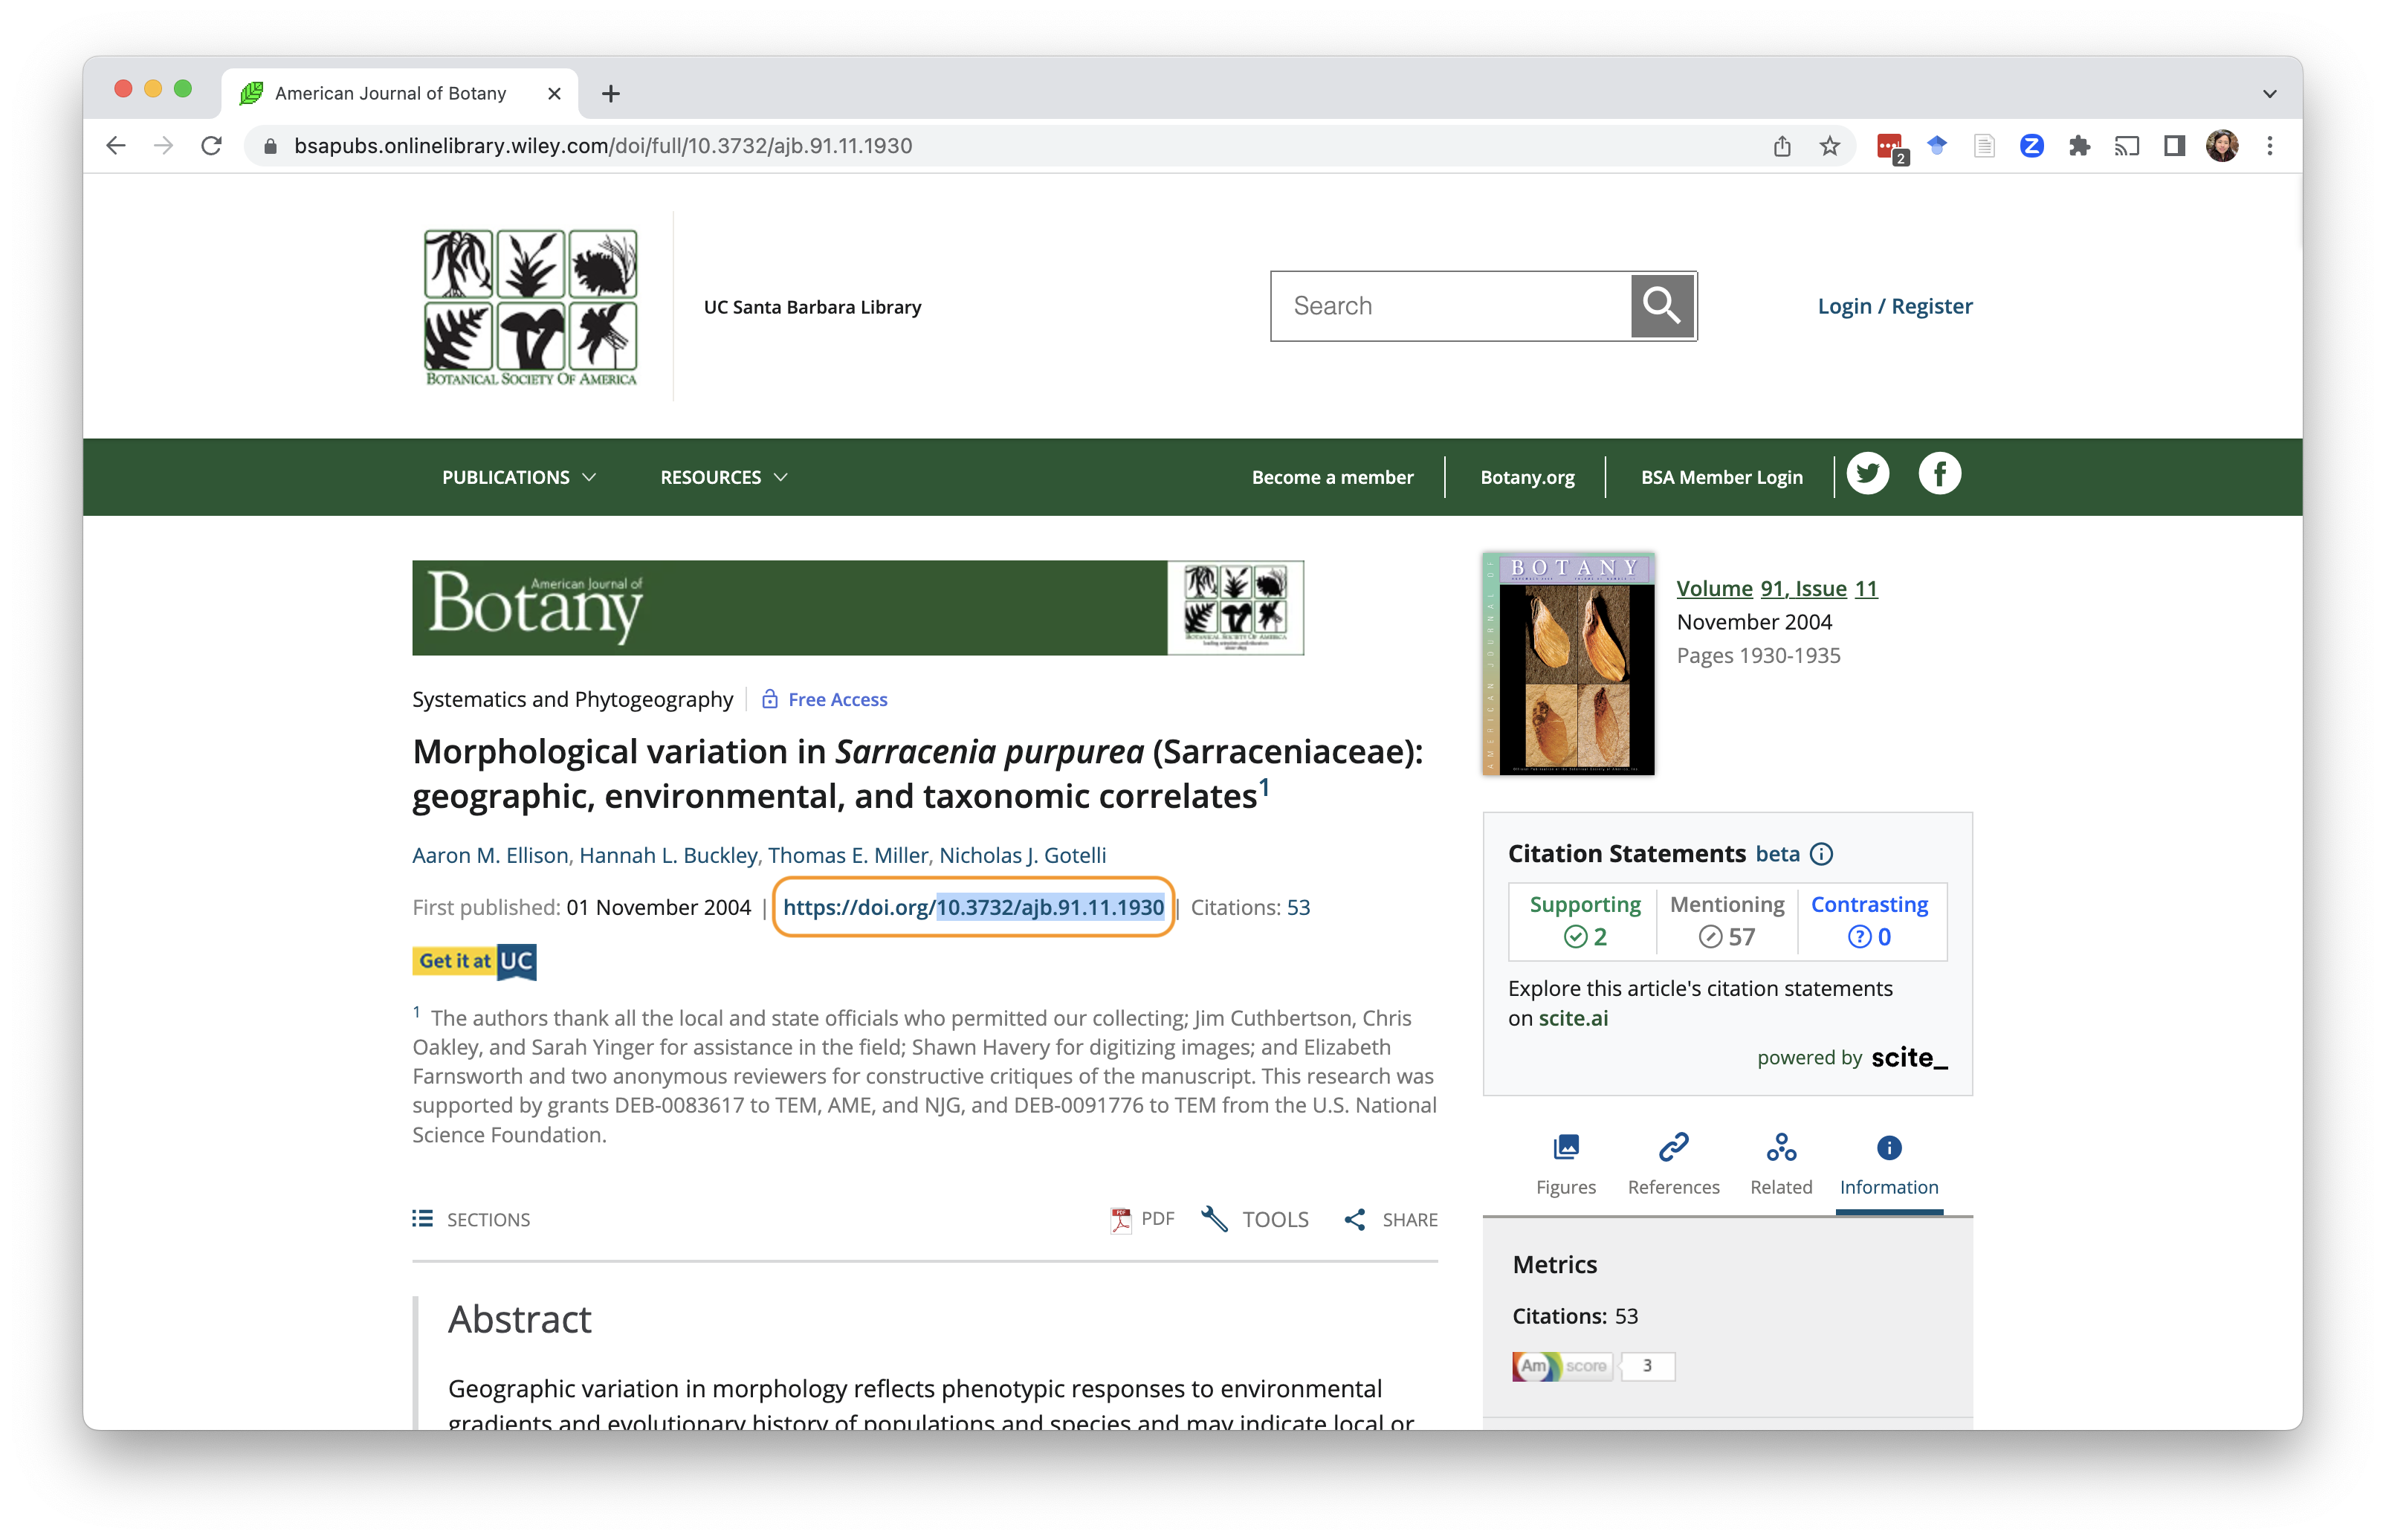 American Journal of Botany
bsapubs.onlinelibrary.wiley.com/doi/full/10.3732/ajb.91.11.1930
2
BOTANICAL SOCIETY OF AMERICA
UC Santa Barbara Library
Search
Login / Register
PUBLICATIONS
RESOURCES
Become a member
Botany.org
BSA Member Login
American Journal of
Botany
BOTANY
AMERICAN JOURNAL OF
Volume 91, Issue 11
November 2004
Pages 1930-1935
Systematics and Phytogeography
Free Access
Morphological variation in Sarracenia purpurea (Sarraceniaceae):
geographic, environmental, and taxonomic correlates1
Aaron M. Ellison, Hannah L. Buckley, Thomas E. Miller, Nicholas J. Gotelli
First published: 01 November 2004 | https://doi.org/10.3732/ajb.91.11.1930 | Citations: 53
Get it at UC
1 The authors thank all the local and state officials who permitted our collecting; Jim Cuthbertson, Chris
Oakley, and Sarah Yinger for assistance in the field; Shawn Havery for digitizing images; and Elizabeth
Farnsworth and two anonymous reviewers for constructive critiques of the manuscript. This research was
supported by grants DEB-0083617 to TEM, AME, and NJG, and DEB-0091776 to TEM from the U.S. National
Science Foundation.
SECTIONS
PDF
TOOLS
SHARE
Abstract
Geographic variation in morphology reflects phenotypic responses to environmental
gradients and evolutionary history of populations and species and may indicate local or
Citation Statements beta
Supporting
2
Mentioning
57
Contrasting
0
Explore this article's citation statements
on scite.ai
powered by scite_
Figures
References
Related
Information
Metrics
Citations: 53
Am score 3